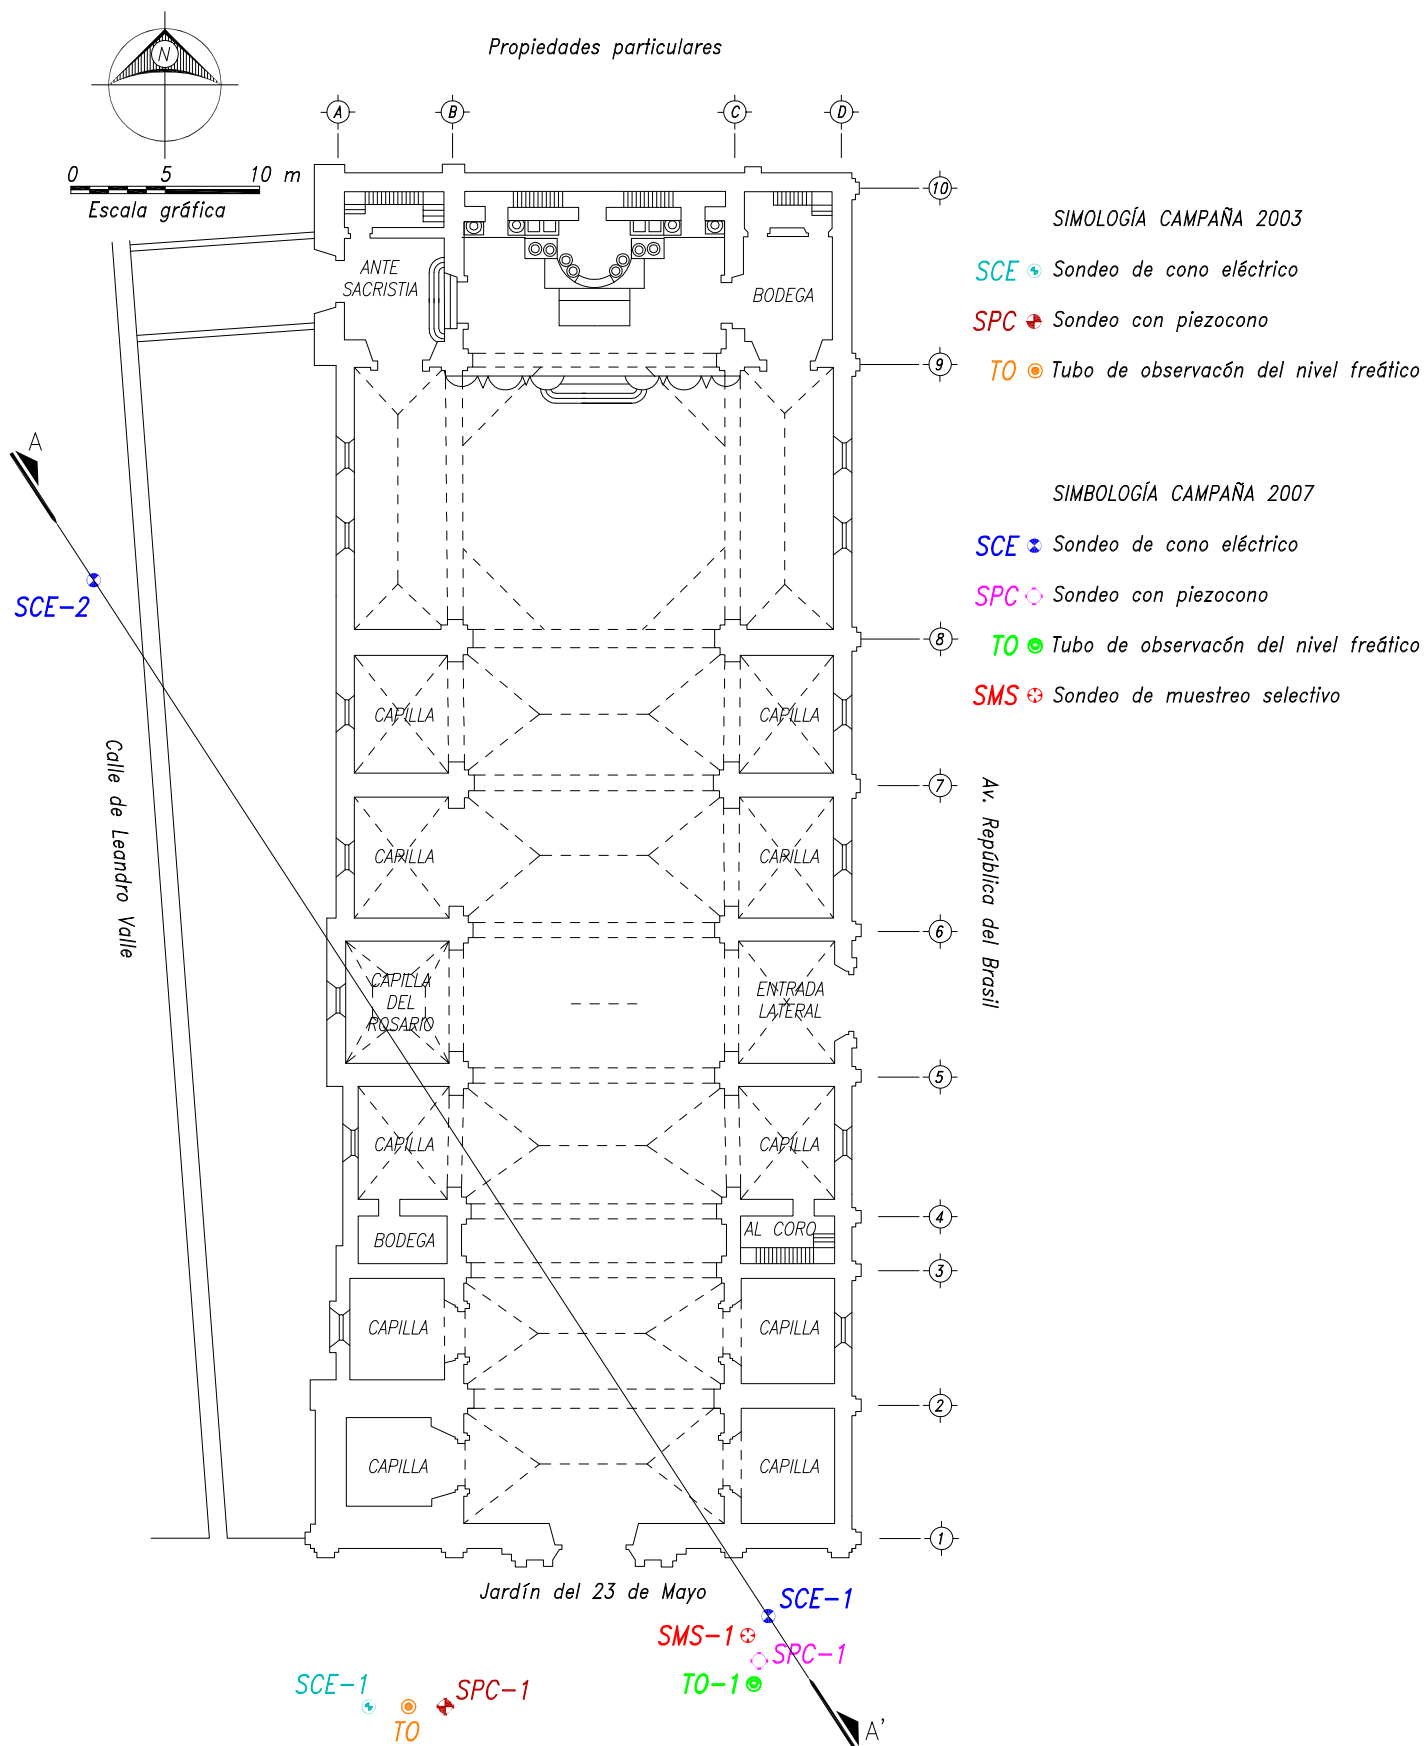 Propiedades particulares
N
A
B
C
D
0 5 10 m
Escala gráfica
10
SIMOLOGÍA CAMPAÑA 2003
SCE Sondeo de cono eléctrico
SPC Sondeo con piezocono
TO Tubo de observacón del nivel freático
ANTE
SACRISTIA
BODEGA
9
A
SIMBOLOGÍA CAMPAÑA 2007
SCE Sondeo de cono eléctrico
SPC Sondeo con piezocono
TO Tubo de observacón del nivel freático
SMS Sondeo de muestreo selectivo
SCE-2
8
CAPILLA
CAPILLA
Calle de Leandro Valle
7
Av. República del Brasil
CAPILLA
CAPILLA
6
CAPILLA
DEL
ROSARIO
ENTRADA
LATERAL
5
CAPILLA
CAPILLA
4
BODEGA
AL CORO
3
CAPILLA
CAPILLA
2
CAPILLA
CAPILLA
1
Jardín del 23 de Mayo
SCE-1
SMS-1
SPC-1
TO-1
SCE-1
TO
SPC-1
A'